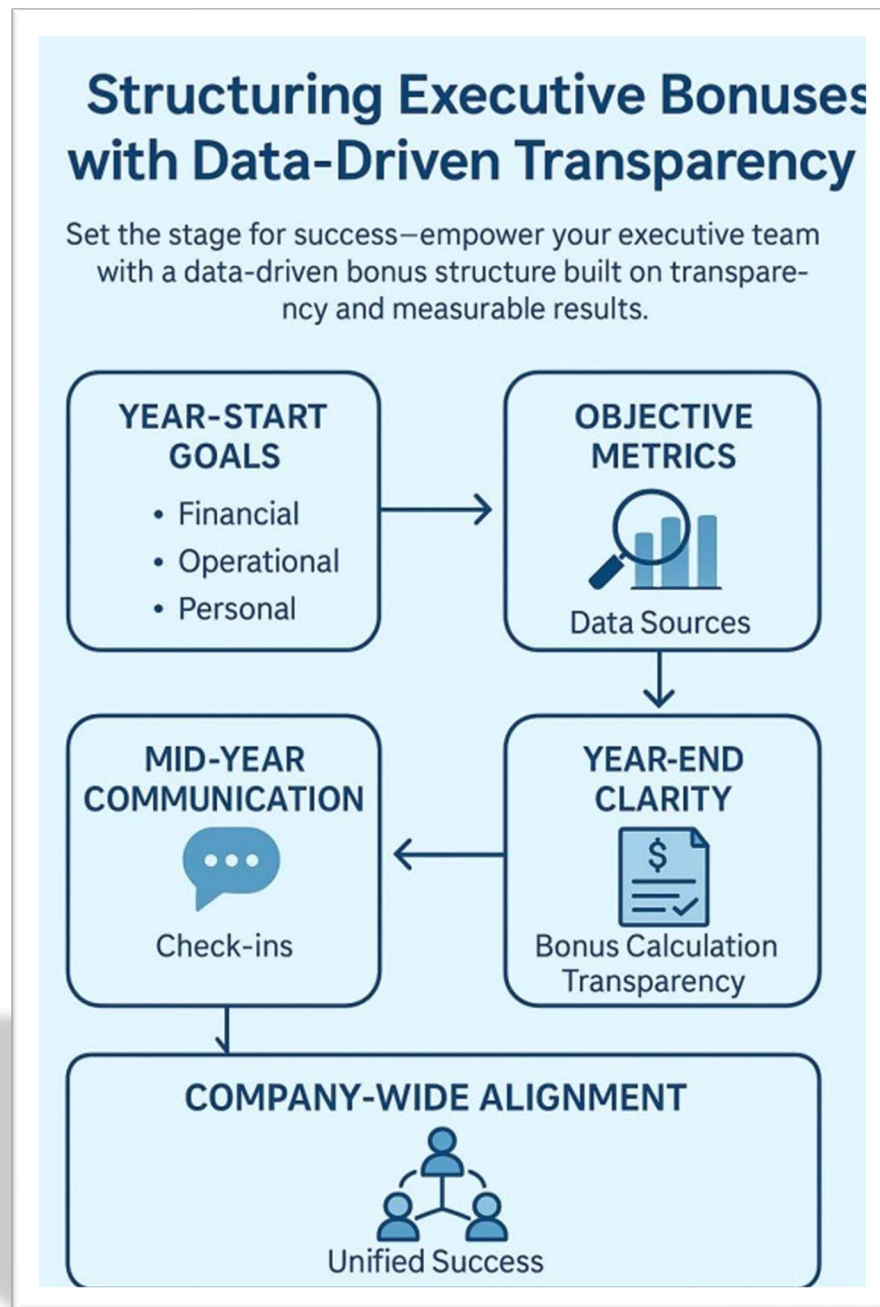 Structuring Executive Bonuses
with Data-Driven Transparency
Set the stage for success—empower your executive team
with a data-driven bonus structure built on transpare-
ncy and measurable results.
YEAR-START
GOALS
• Financial
• Operational
• Personal
OBJECTIVE
METRICS
Data Sources
MID-YEAR
COMMUNICATION
Check-ins
YEAR-END
CLARITY
$
Bonus Calculation
Transparency
COMPANY-WIDE ALIGNMENT
Unified Success